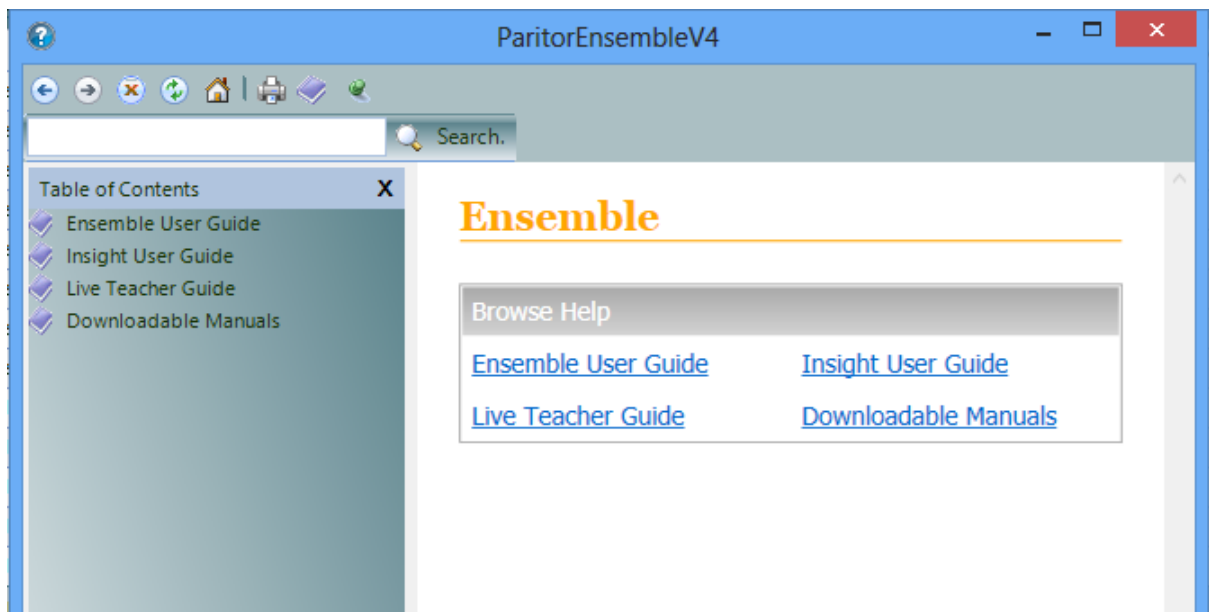 ParitorEnsembleV4
Search.
Table of Contents X
Ensemble User Guide
Insight User Guide
Live Teacher Guide
Downloadable Manuals
Ensemble
Browse Help
Ensemble User Guide Insight User Guide
Live Teacher Guide Downloadable Manuals